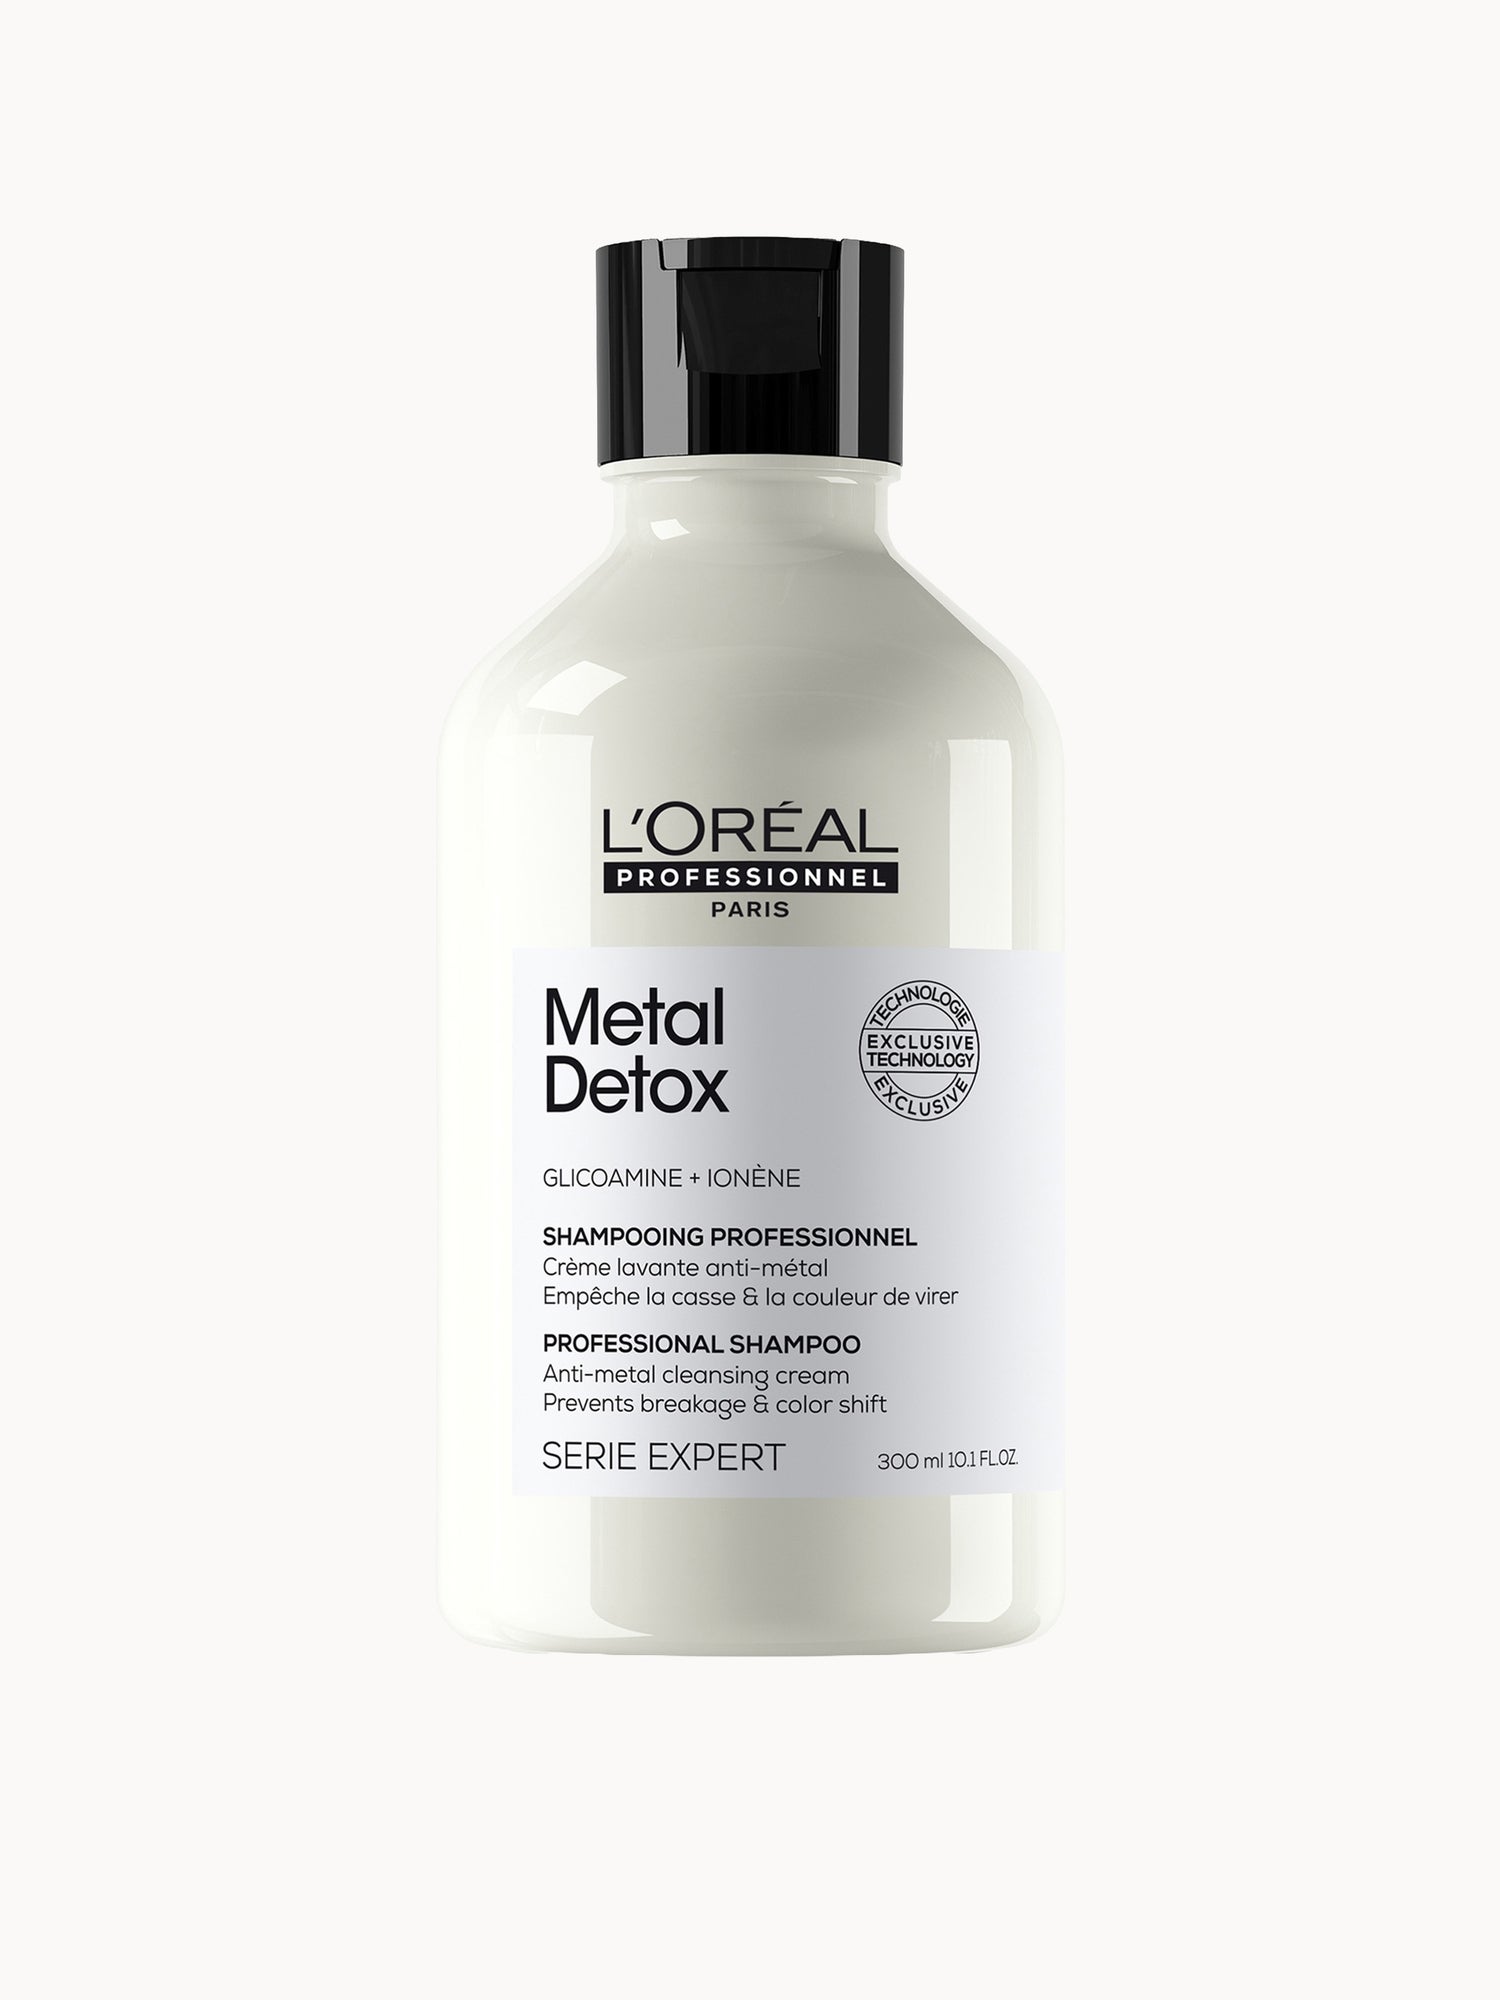 L'ORÉAL
PROFESSIONNEL
PARIS
Metal
Detox
TECHNOLOGIE
EXCLUSIVE
TECHNOLOGY
EXCLUSIVE
GLICOAMINE + IONÈNE
SHAMPOOING PROFESSIONNEL
Crème lavante anti-métal
Empêche la casse & la couleur de virer
PROFESSIONAL SHAMPOO
Anti-metal cleansing cream
Prevents breakage & color shift
SERIE EXPERT
300 ml 10.1 FL.OZ.